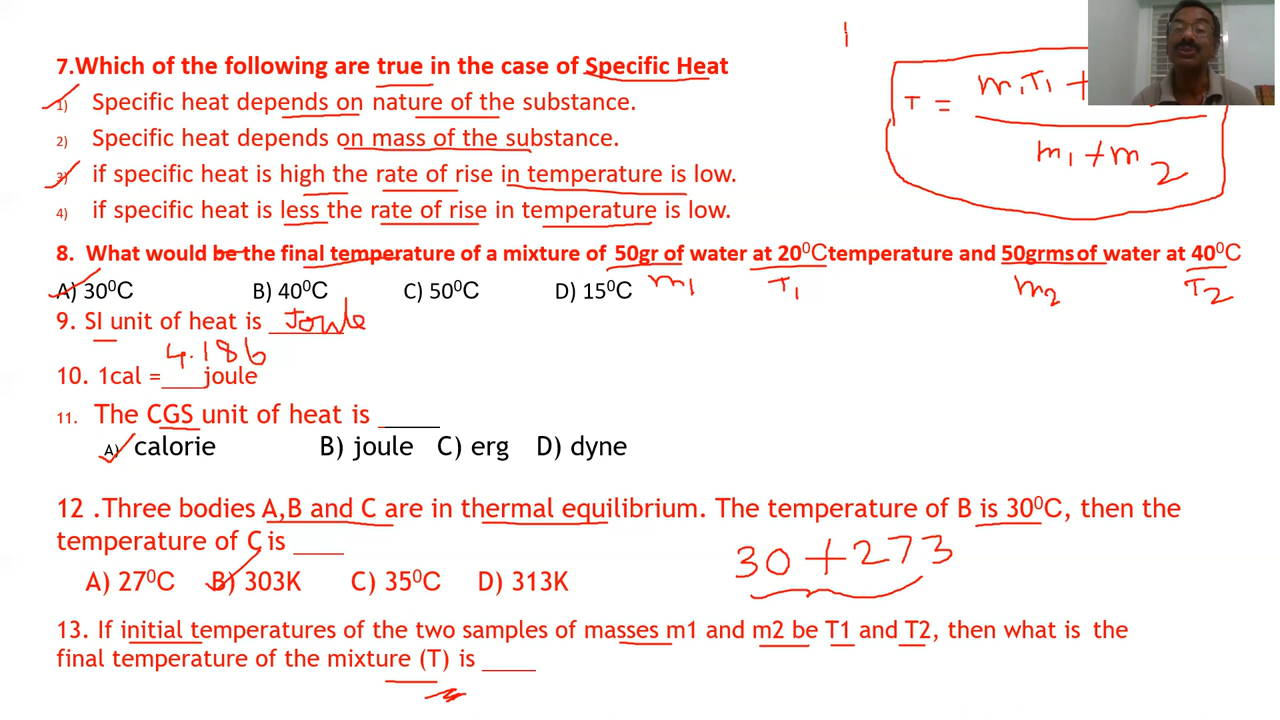 7.Which of the following are true in the case of Specific Heat
1) Specific heat depends on nature of the substance.
2) Specific heat depends on mass of the substance.
3) if specific heat is high the rate of rise in temperature is low.
4) if specific heat is less the rate of rise in temperature is low.
T = m1T1 +
m1 + m2
8. What would be the final temperature of a mixture of 50gr of water at 20⁰C temperature and 50grms of water at 40⁰C
m1 T1 m2 T2
A) 30⁰C B) 40⁰C C) 50⁰C D) 15⁰C
9. SI unit of heat is Joule
10. 1cal = 4.186 joule
11. The CGS unit of heat is ____
A) calorie B) joule C) erg D) dyne
12 .Three bodies A,B and C are in thermal equilibrium. The temperature of B is 30⁰C, then the
temperature of C is ____
30 + 273
A) 27⁰C B) 303K C) 35⁰C D) 313K
13. If initial temperatures of the two samples of masses m1 and m2 be T1 and T2, then what is the
final temperature of the mixture (T) is ____